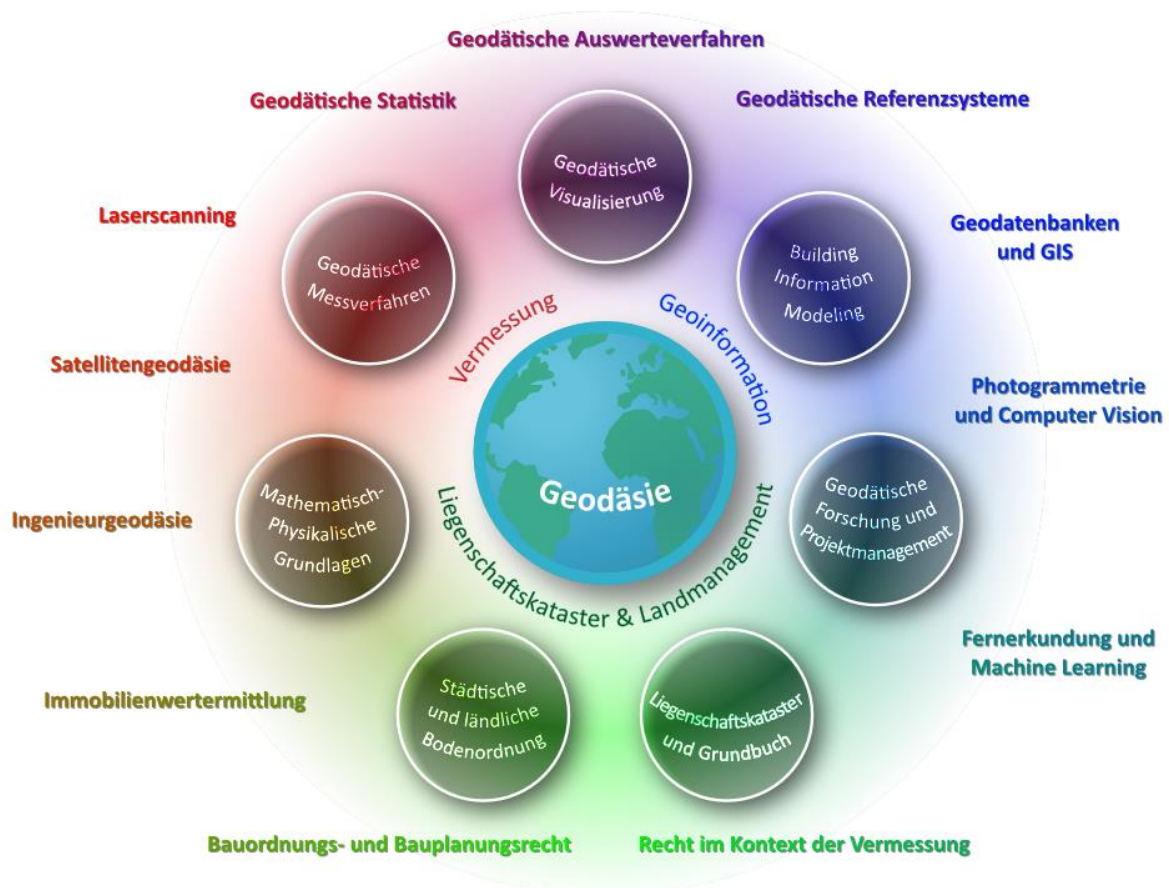 Geodätische Auswerteverfahren
Geodätische Statistik
Geodätische Referenzsysteme
Geodätische
Visualisierung
Laserscanning
Geodatenbanken
und GIS
Geodätische
Messverfahren
Building
Information
Modeling
Vermessung
Geoinformation
Satellitengeodäsie
Photogrammetrie
und Computer Vision
Geodäsie
Liegenschaftskataster & Landmanagement
Ingenieurgeodäsie
Mathematisch-
Physikalische
Grundlagen
Geodätische
Forschung und
Projektmanagement
Fernerkundung und
Machine Learning
Immobilienwertermittlung
Städtische
und ländliche
Bodenordnung
Liegenschaftskataster
und Grundbuch
Bauordnungs- und Bauplanungsrecht
Recht im Kontext der Vermessung